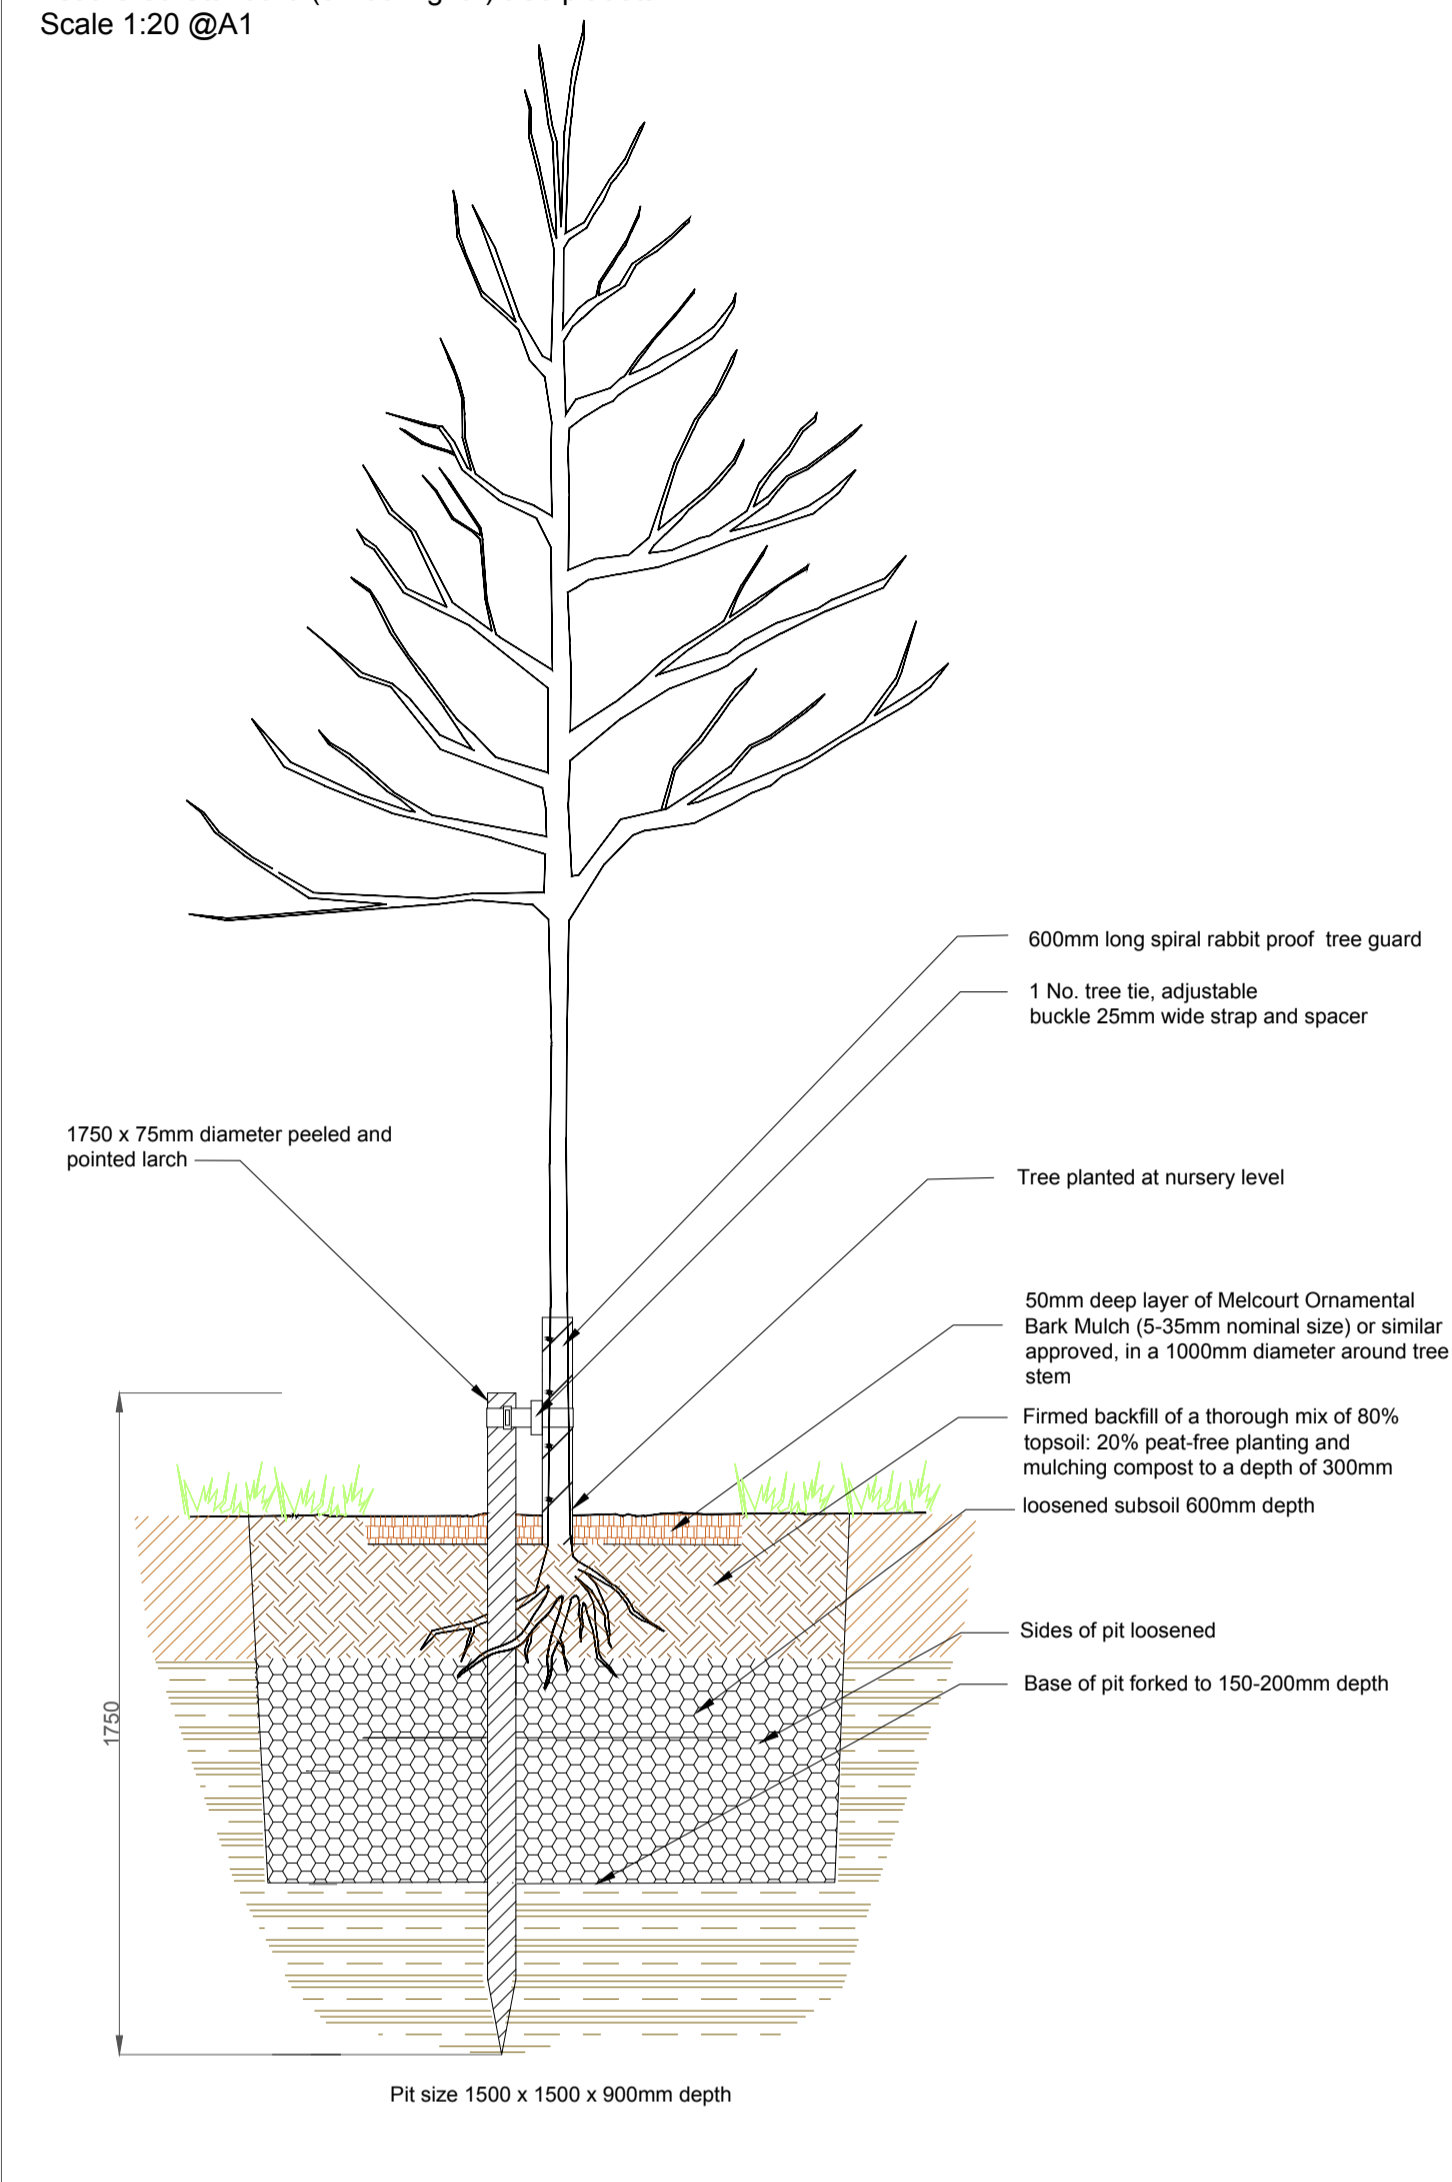 Scale 1:20 @A1
600mm long spiral rabbit proof tree guard
1 No. tree tie, adjustable
buckle 25mm wide strap and spacer
1750 x 75mm diameter peeled and
pointed larch
Tree planted at nursery level
50mm deep layer of Melcourt Ornamental
Bark Mulch (5-35mm nominal size) or similar
approved, in a 1000mm diameter around tree
stem
Firmed backfill of a thorough mix of 80%
topsoil: 20% peat-free planting and
mulching compost to a depth of 300mm
loosened subsoil 600mm depth
Sides of pit loosened
Base of pit forked to 150-200mm depth
1750
Pit size 1500 x 1500 x 900mm depth